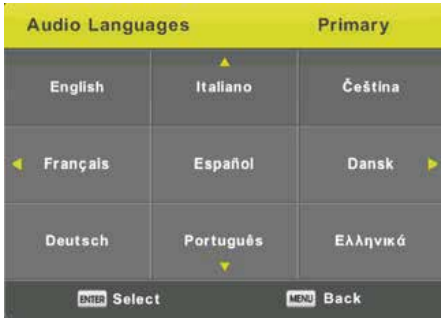 Audio Languages Primary
English Italiano Čeština
Français Español Dansk
Deutsch Português Ελληνικά
ENTER Select MENU Back